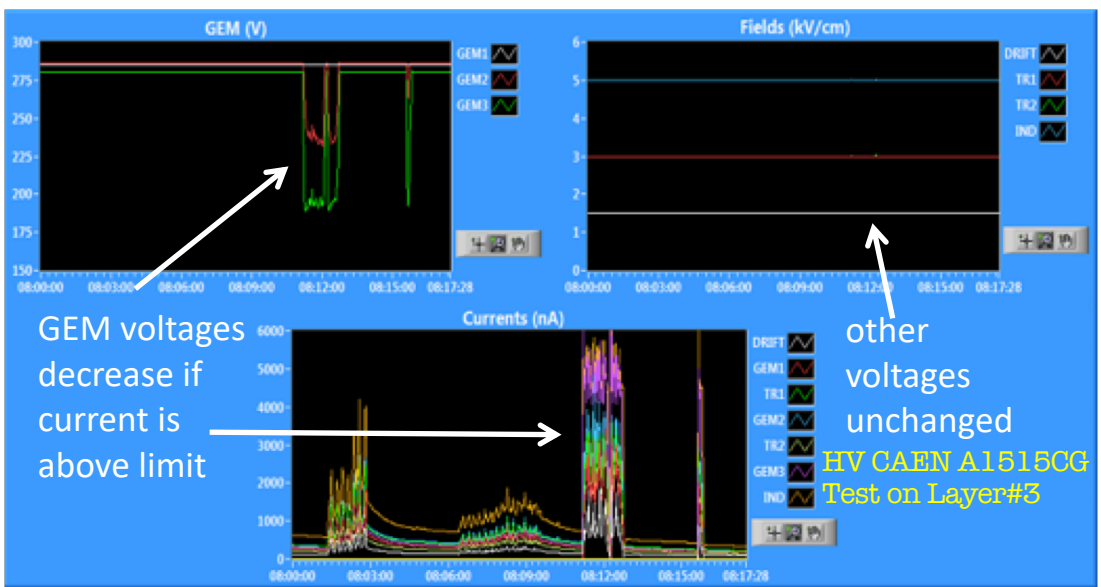 GEM (V)
300
275
250
225
200
175
150
08:00:00 08:03:00 08:06:00 08:09:00 08:12:00 08:15:00 08:17:28
GEM1
GEM2
GEM3
Fields (kV/cm)
6
5
4
3
2
1
0
08:00:00 08:03:00 08:06:00 08:09:00 08:12:00 08:15:00 08:17:28
DRIFT
TR1
TR2
IND
GEM voltages
decrease if
current is
above limit
Currents (nA)
6000
5000
4000
3000
2000
1000
0
08:00:00 08:03:00 08:06:00 08:09:00 08:12:00 08:15:00 08:17:28
DRIFT
GEM1
TR1
GEM2
TR2
GEM3
IND
other
voltages
unchanged
HV CAEN A1515CG
Test on Layer#3